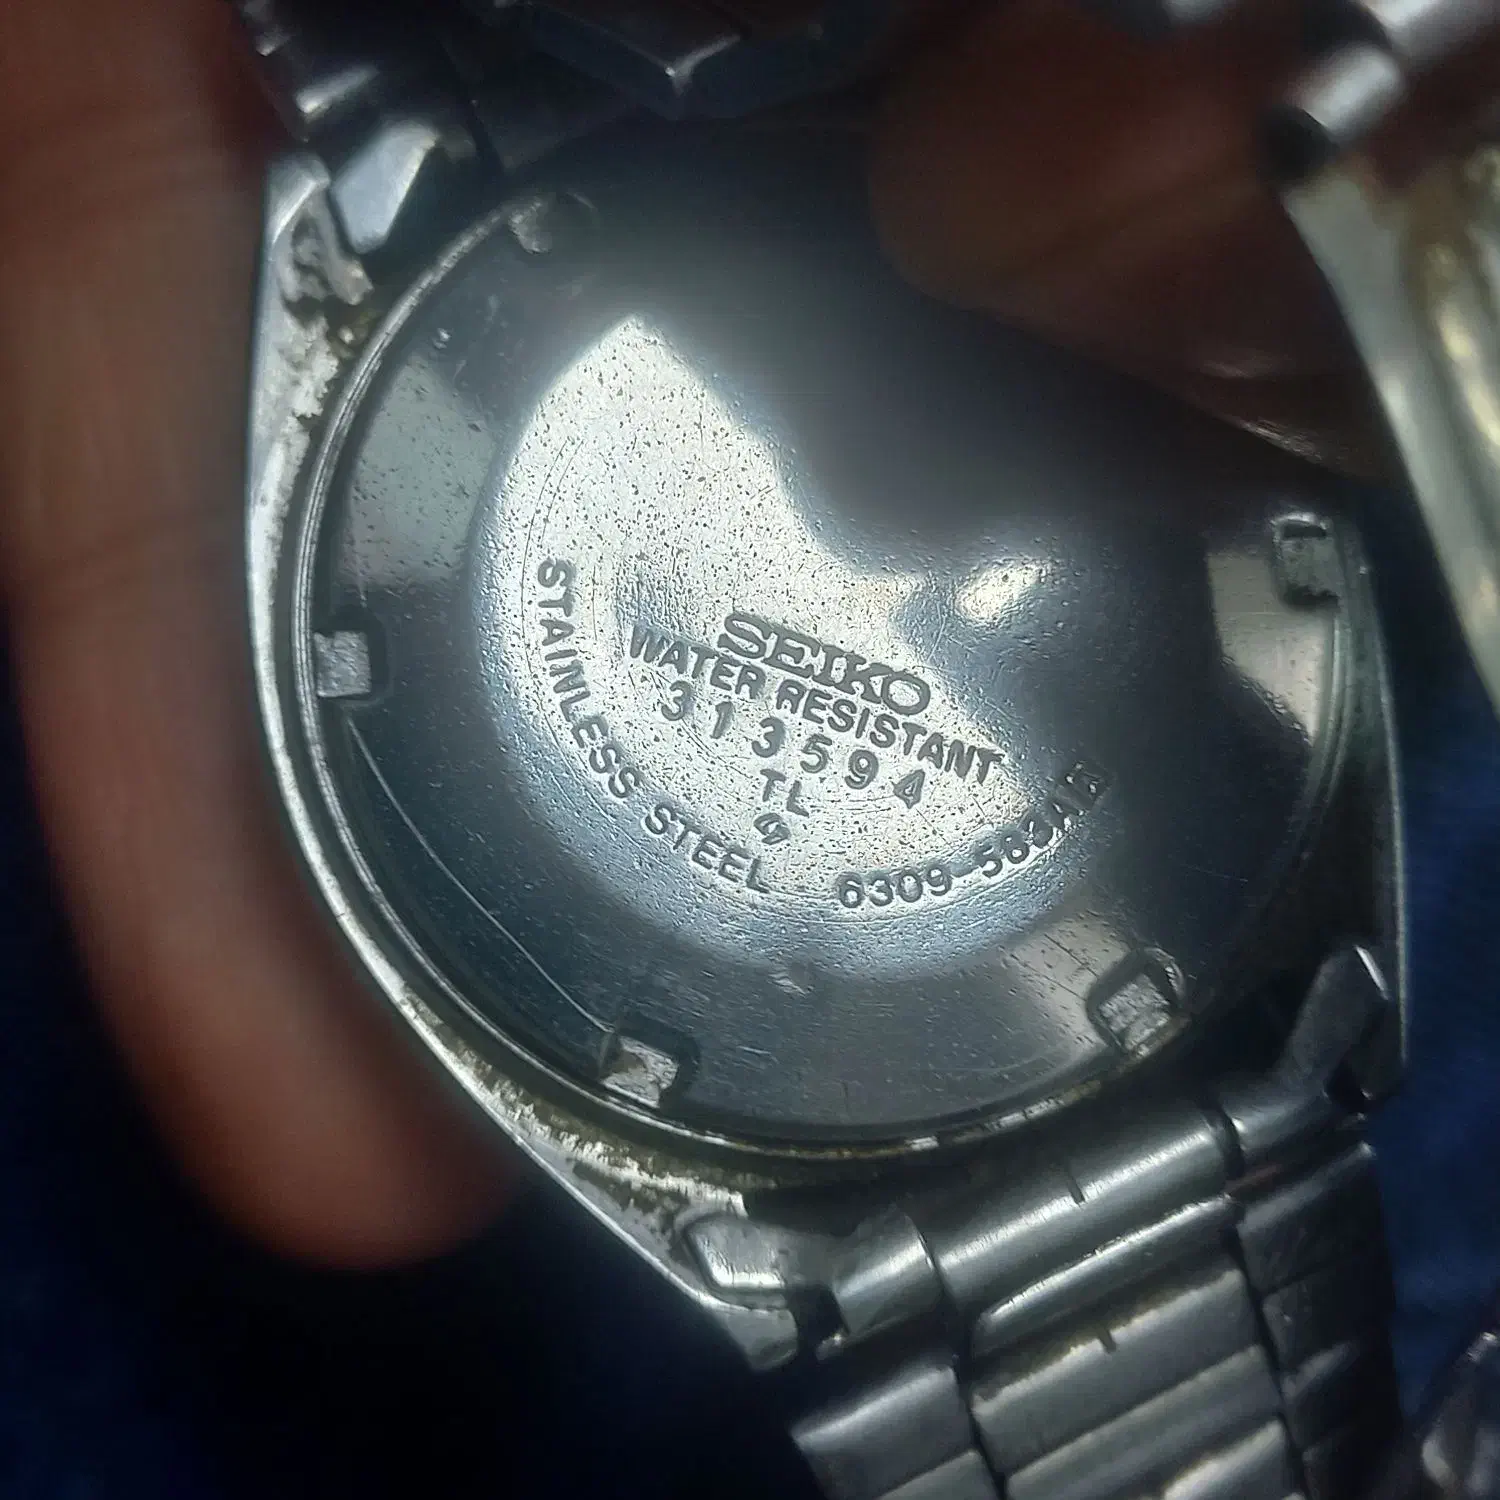 SEIKO
WATER RESISTANT
313594
TL
STAINLESS STEEL